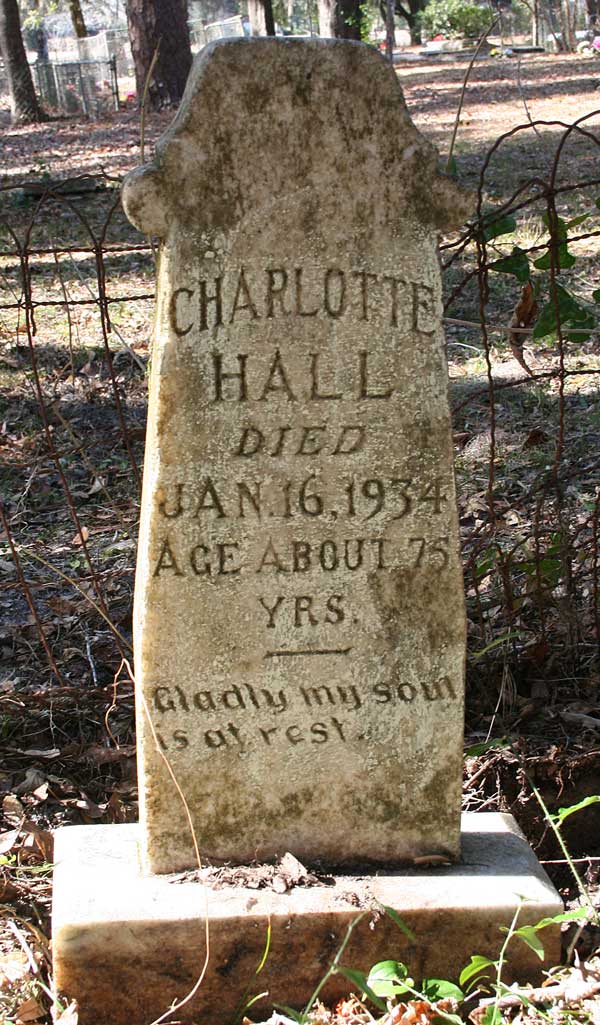 CHARLOTTE
HALL
DIED
JAN. 16, 1934
AGE ABOUT 75
YRS.
Gladly my soul
is at rest.